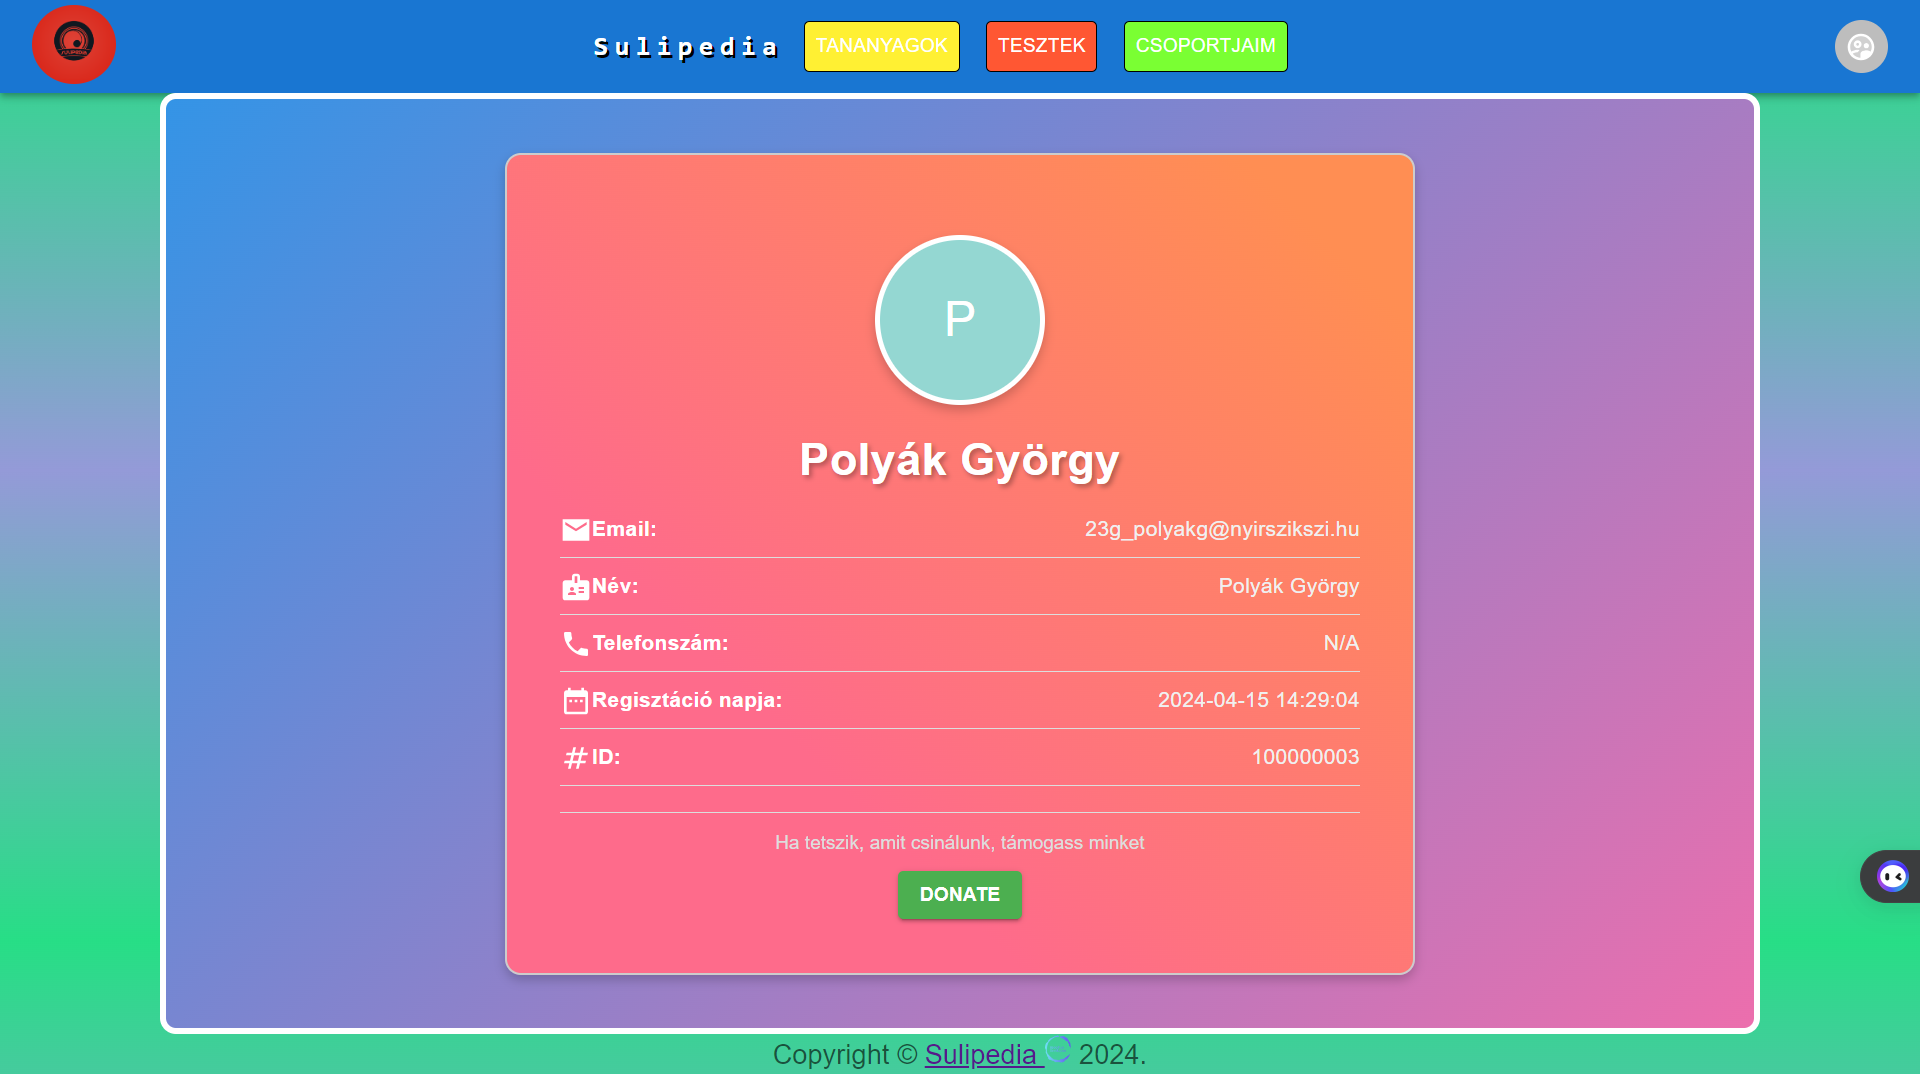 Sulipedia TANANYAGOK TESZTEK CSOPORTJAIM
P
Polyák György
Email: 23g_polyakg@nyirszikszi.hu
Név: Polyák György
Telefonszám: N/A
Regisztáció napja: 2024-04-15 14:29:04
ID: 100000003
Ha tetszik, amit csinálunk, támogass minket
DONATE
Copyright © Sulipedia 2024.